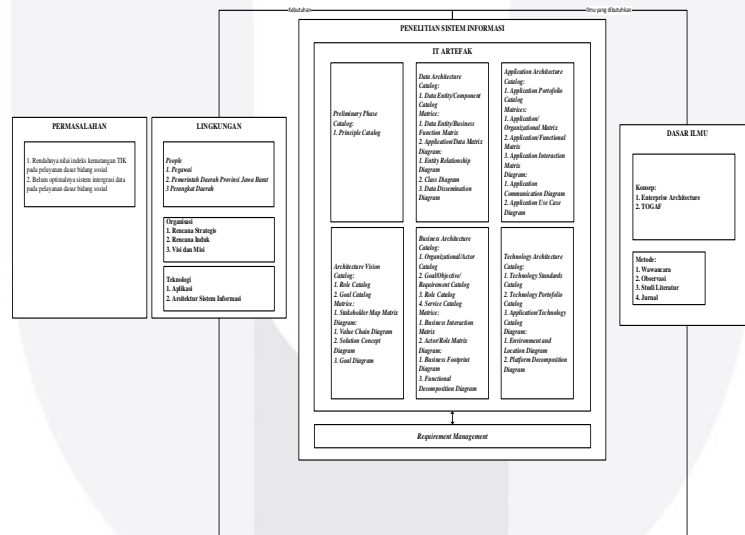 Kebutuhan
Ilmu yang dibutuhkan
PENELITIAN SISTEM INFORMASI
IT ARTEFAK
Preliminary Phase
Catalog:
1. Principle Catalog
Data Architecture
Catalog:
1. Data Entity/Component
Catalog
Matrice:
1. Data Entity/Business
Function Matrix
2. Application/Data Matrix
Diagram:
1. Entity Relationship
Diagram
2. Class Diagram
3. Data Dissemination
Diagram
Application Architecture
Catalog:
1. Application Portofolio
Catalog
Matrices:
1. Application/
Organizational Matrix
2. Application/Functional
Matrix
3. Application Interaction
Matrix
Diagram:
1. Application
Communication Diagram
2. Application Use Case
Diagram
Architecture Vision
Catalog:
1. Role Catalog
2. Goal Catalog
Matrice:
1. Stakeholder Map Matrix
Diagram:
1. Value Chain Diagram
2. Solution Concept
Diagram
3. Goal Diagram
Business Architecture
Catalog:
1. Organizational/Actor
Catalog
2. Goal/Objective/
Requirement Catalog
3. Role Catalog
4. Service Catalog
Matrice:
1. Business Interaction
Matrix
2. Actor/Role Matrix
Diagram:
1. Business Footprint
Diagram
3. Functional
Decomposition Diagram
Technology Architecture
Catalog:
1. Technology Standards
Catalog
2. Technology Portofolio
Catalog
3. Application/Technology
Catalog
Diagram:
1. Environment and
Location Diagram
2. Platform Decomposition
Diagram
Requirement Management
PERMASALAHAN
1. Rendahnya nilai indeks kematangan TIK
pada pelayanan dasar bidang sosial
2. Belum optimalnya sistem intergrasi data
pada pelayanan dasar bidang sosial
LINGKUNGAN
People
1. Pegawai
2. Pemerintah Daerah Provinsi Jawa Barat
3 Perangkat Daerah
Organisasi
1. Rencana Strategis
2. Rencana Induk
3. Visi dan Misi
Teknologi
1. Aplikasi
2. Arsitektur Sistem Informasi
DASAR ILMU
Konsep:
1. Enterprise Architecture
2. TOGAF
Metode:
1. Wawancara
2. Observasi
3. Studi Literatur
4. Jurnal